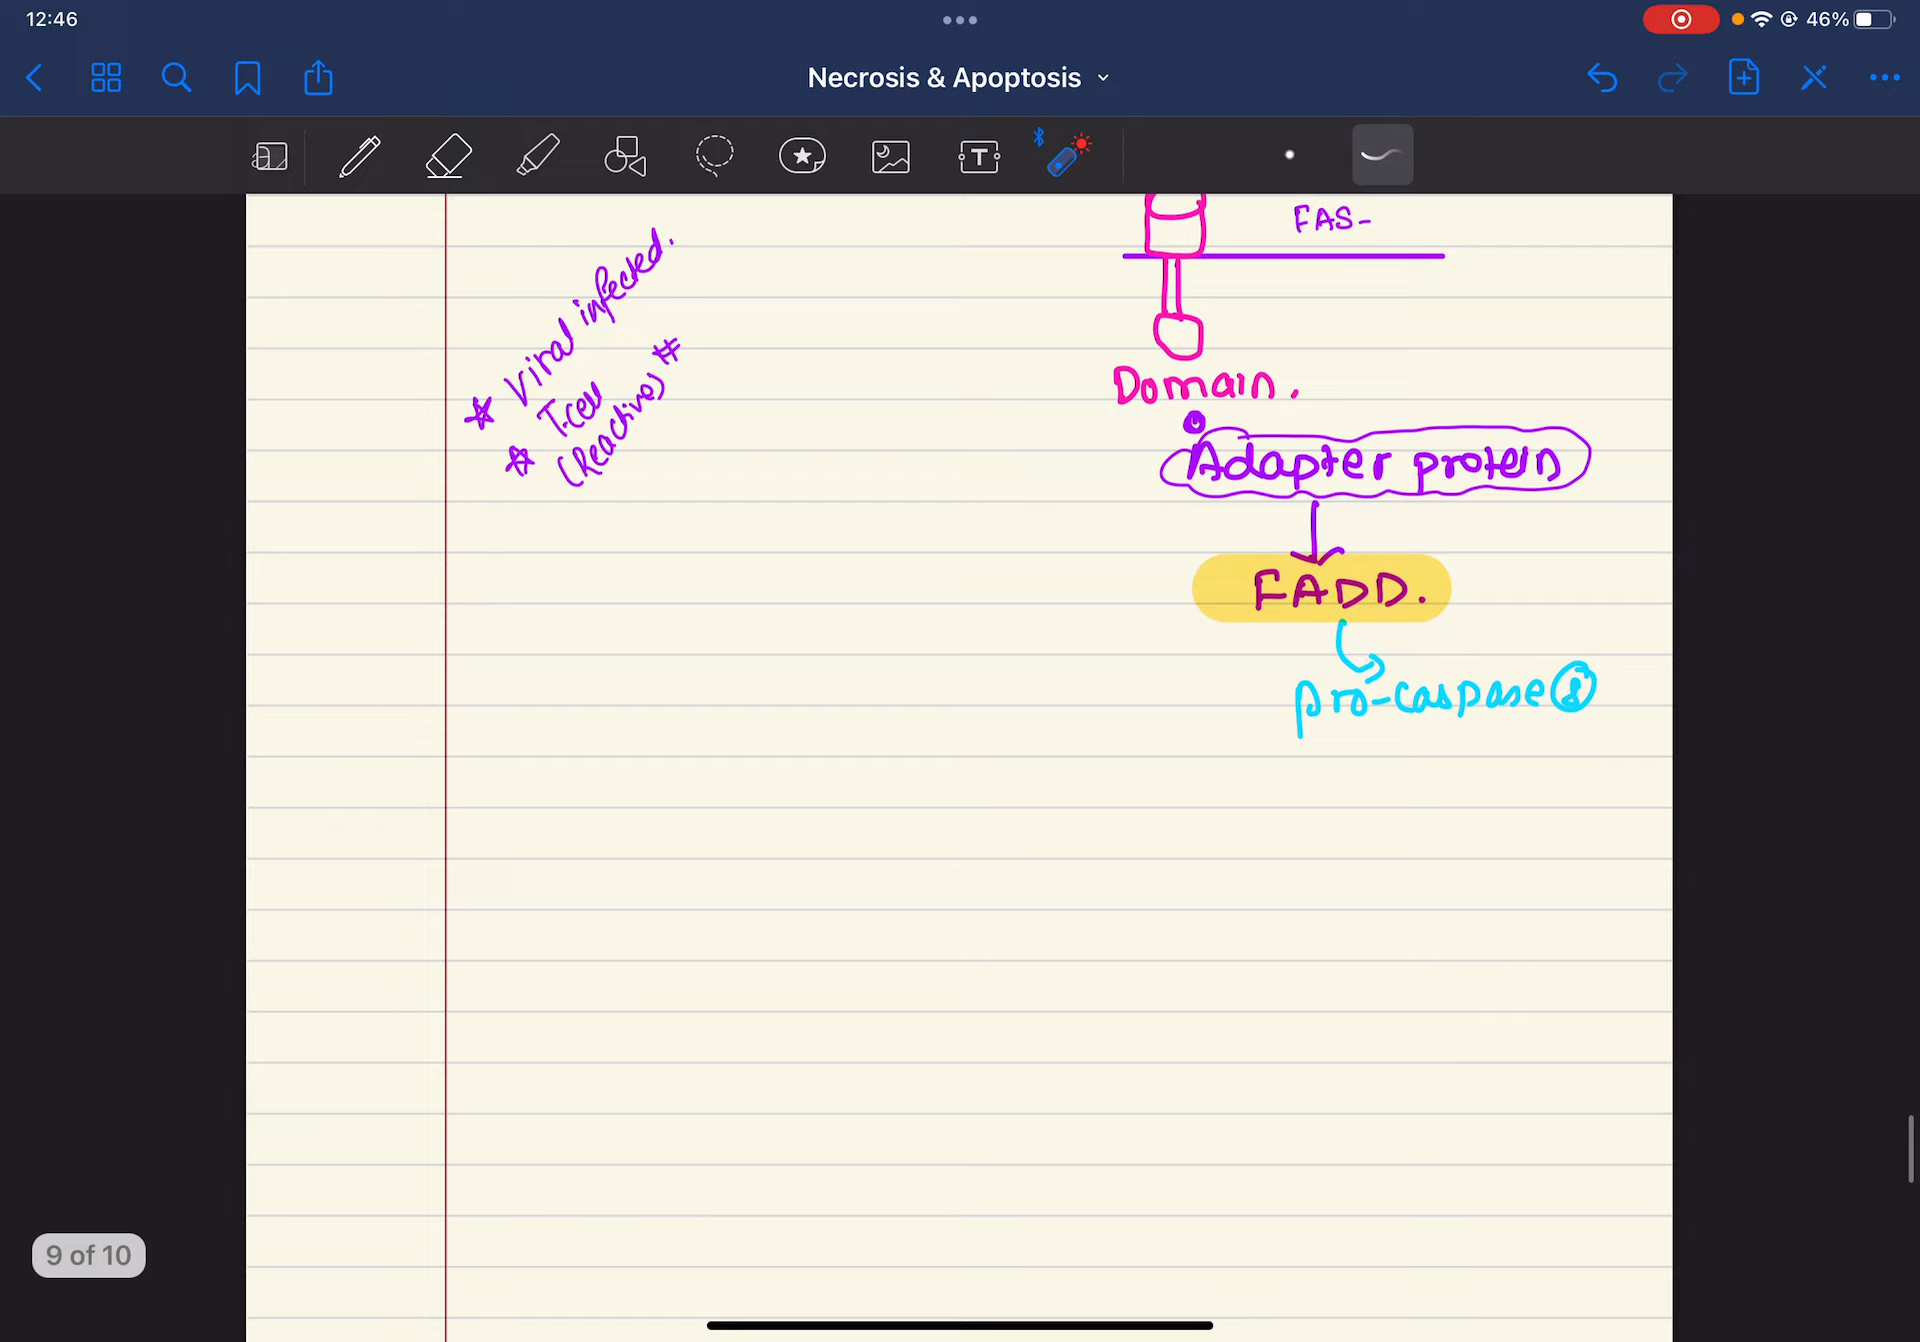 12:46
46%
Necrosis & Apoptosis
T
FAS-
* Viral infected.
* T.cell
(Reactive) #
Domain.
Adapter protein
FADD.
pro-caspase 8
9 of 10